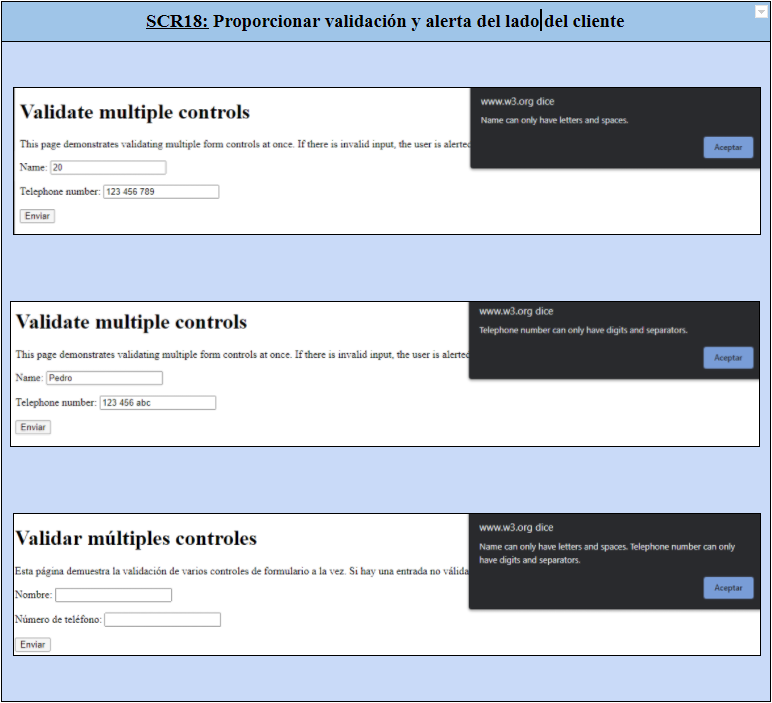 SCR18: Proporcionar validación y alerta del lado del cliente
Validate multiple controls
This page demonstrates validating multiple form controls at once. If there is invalid input, the user is alerted
Name: 20
Telephone number: 123 456 789
Enviar
www.w3.org dice
Name can only have letters and spaces.
Aceptar
Validate multiple controls
This page demonstrates validating multiple form controls at once. If there is invalid input, the user is alerted
Name: Pedro
Telephone number: 123 456 abc
Enviar
www.w3.org dice
Telephone number can only have digits and separators.
Aceptar
Validar múltiples controles
Esta página demuestra la validación de varios controles de formulario a la vez. Si hay una entrada no válida
Nombre:
Número de teléfono:
Enviar
www.w3.org dice
Name can only have letters and spaces. Telephone number can only
have digits and separators.
Aceptar